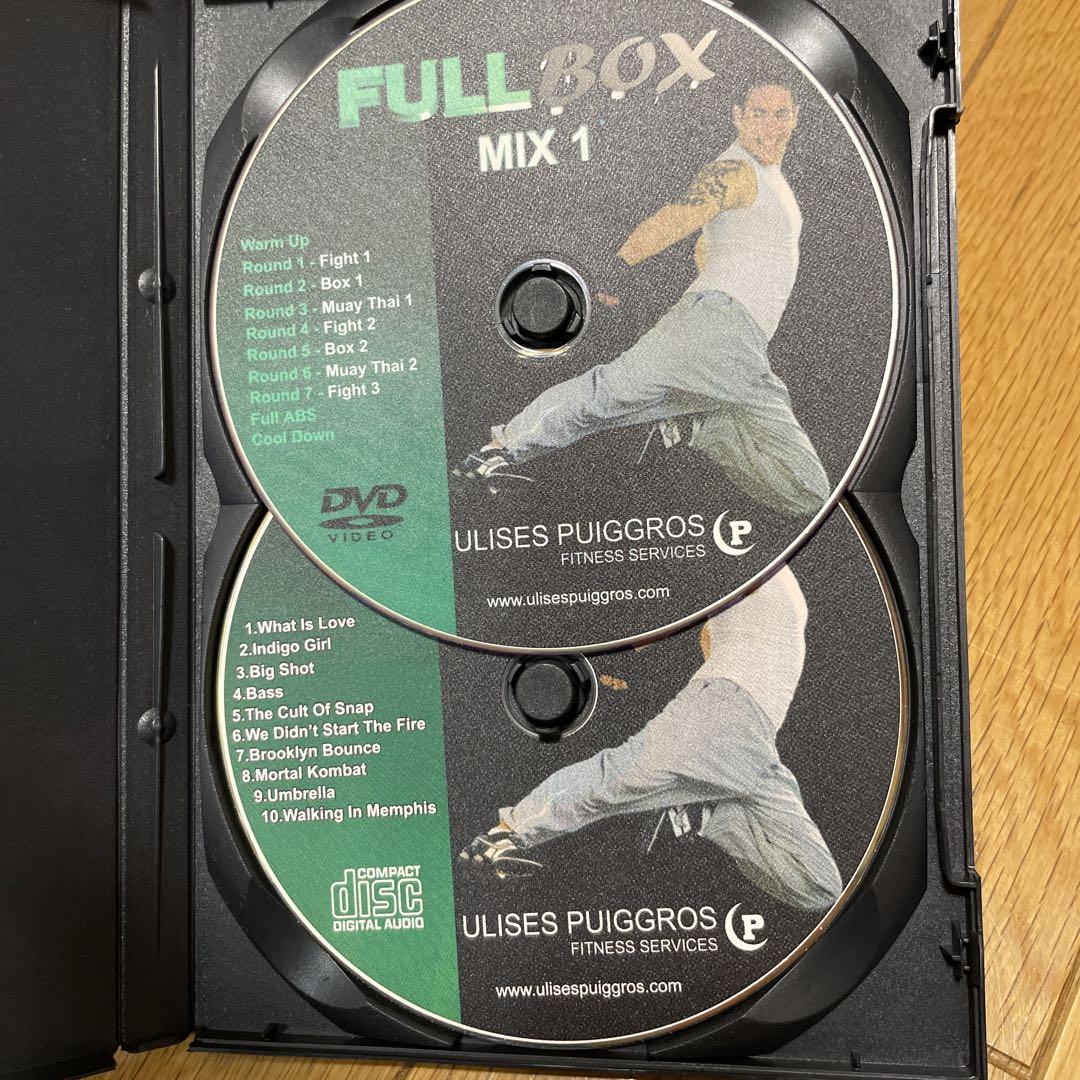 FULL BOX
MIX 1
Warm Up
Round 1 - Fight 1
Round 2 - Box 1
Round 3 - Muay Thai 1
Round 4 - Fight 2
Round 5 - Box 2
Round 6 - Muay Thai 2
Round 7 - Fight 3
Full ABS
Cool Down
DVD
VIDEO
ULISES PUIGGROS P
FITNESS SERVICES
www.ulisespuiggros.com
1.What Is Love
2.Indigo Girl
3.Big Shot
4.Bass
5.The Cult Of Snap
6.We Didn't Start The Fire
7.Brooklyn Bounce
8.Mortal Kombat
9.Umbrella
10.Walking In Memphis
COMPACT
disc
DIGITAL AUDIO
ULISES PUIGGROS P
FITNESS SERVICES
www.ulisespuiggros.com